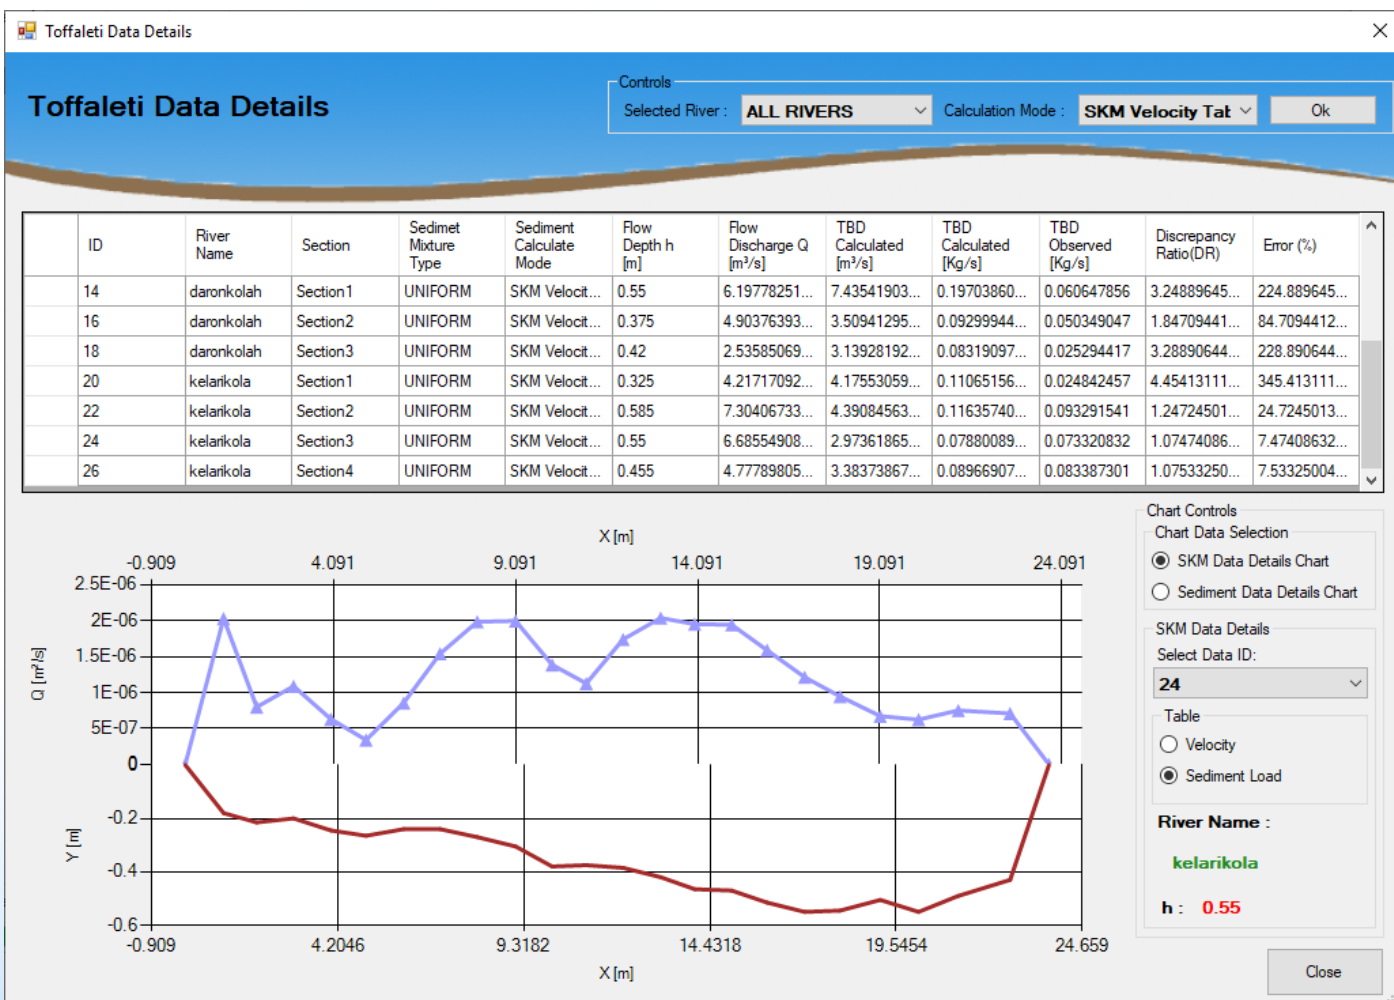 Toffaleti Data Details
Toffaleti Data Details
Controls
Selected River : ALL RIVERS Calculation Mode : SKM Velocity Tab Ok
ID River Name Section Sedimet Mixture Type Sediment Calculate Mode Flow Depth h [m] Flow Discharge Q [m³/s] TBD Calculated [m³/s] TBD Calculated [Kg/s] TBD Observed [Kg/s] Discrepancy Ratio(DR) Error (%)
14 daronkolah Section1 UNIFORM SKM Velocit... 0.55 6.19778251... 7.43541903... 0.19703860... 0.060647856 3.24889645... 224.889645...
16 daronkolah Section2 UNIFORM SKM Velocit... 0.375 4.90376393... 3.50941295... 0.09299944... 0.050349047 1.84709441... 84.7094412...
18 daronkolah Section3 UNIFORM SKM Velocit... 0.42 2.53585069... 3.13928192... 0.08319097... 0.025294417 3.28890644... 228.890644...
20 kelarikola Section1 UNIFORM SKM Velocit... 0.325 4.21717092... 4.17553059... 0.11065156... 0.024842457 4.45413111... 345.413111...
22 kelarikola Section2 UNIFORM SKM Velocit... 0.585 7.30406733... 4.39084563... 0.11635740... 0.093291541 1.24724501... 24.7245013...
24 kelarikola Section3 UNIFORM SKM Velocit... 0.55 6.68554908... 2.97361865... 0.07880089... 0.073320832 1.07474086... 7.47408632...
26 kelarikola Section4 UNIFORM SKM Velocit... 0.455 4.77789805... 3.38373867... 0.08966907... 0.083387301 1.07533250... 7.53325004...
X [m]
-0.909 4.091 9.091 14.091 19.091 24.091
2.5E-06
2E-06
1.5E-06
1E-06
5E-07
0
Q [m³/s]
-0.2
-0.4
-0.6
Y [m]
-0.909 4.2046 9.3182 14.4318 19.5454 24.659
X [m]
Chart Controls
Chart Data Selection
SKM Data Details Chart
Sediment Data Details Chart
SKM Data Details
Select Data ID:
24
Table
Velocity
Sediment Load
River Name :
kelarikola
h : 0.55
Close